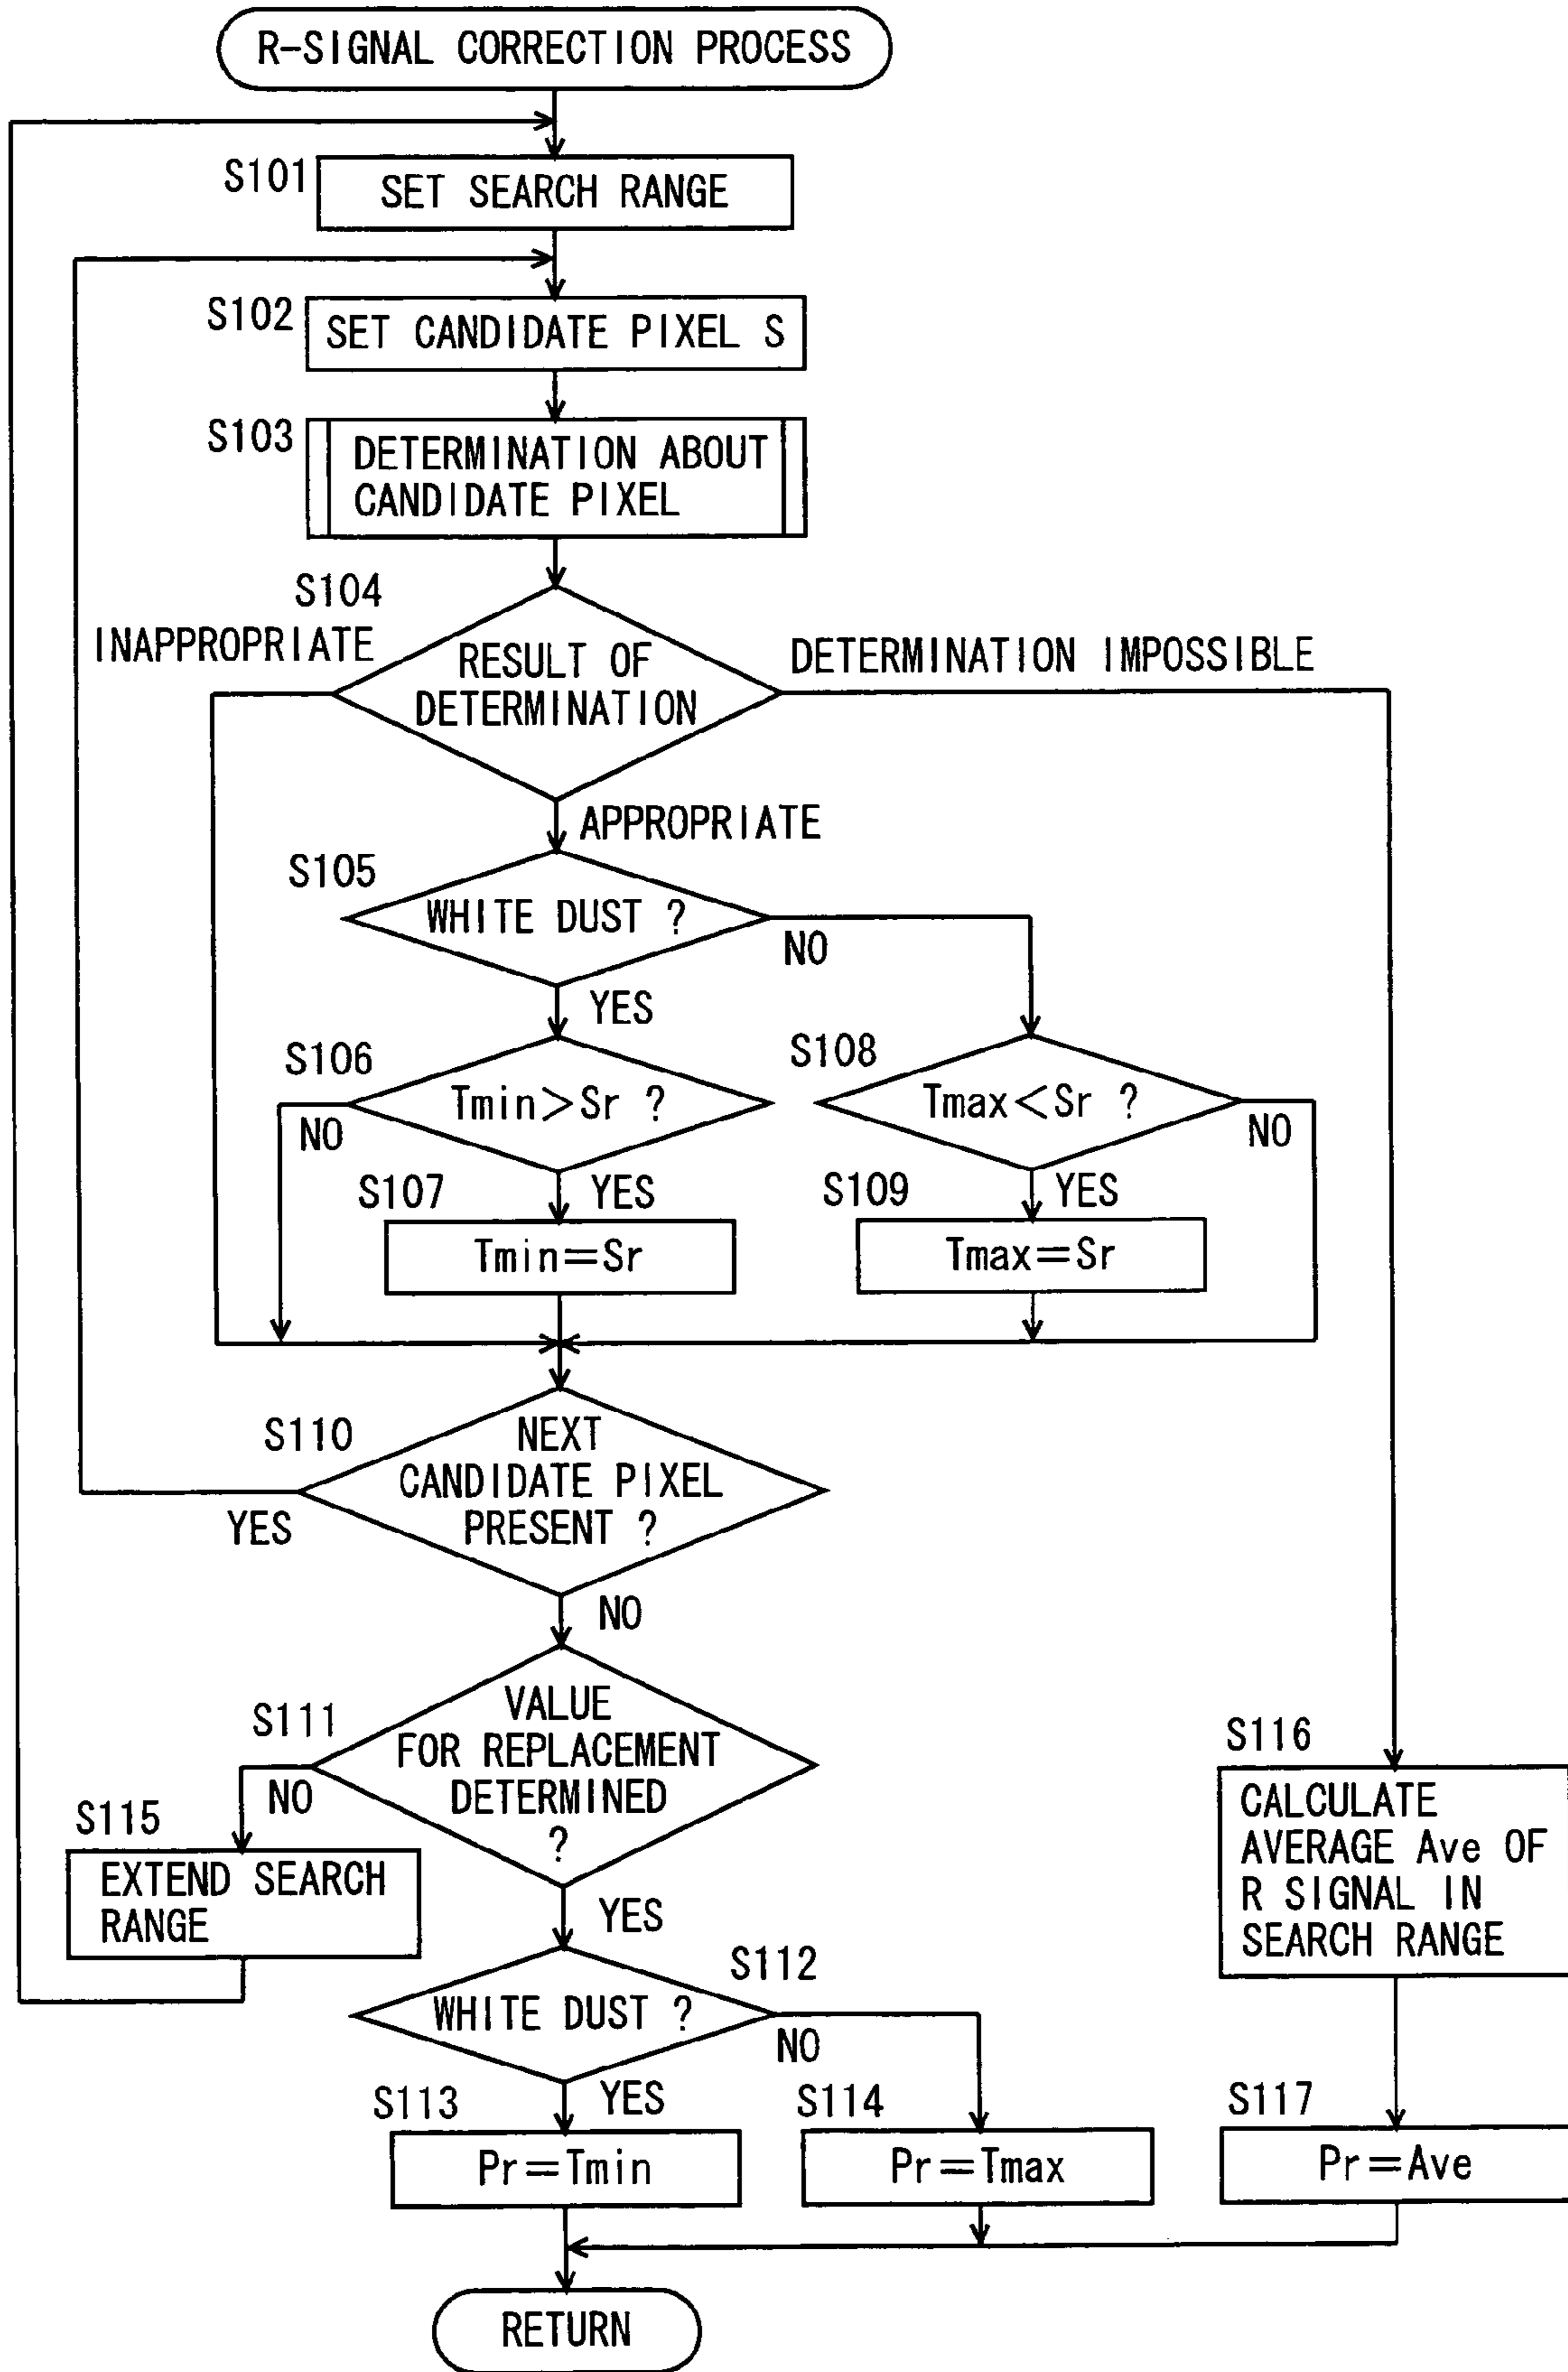 R-SIGNAL CORRECTION PROCESS
S101
SET SEARCH RANGE
S102
SET CANDIDATE PIXEL S
S103
DETERMINATION ABOUT
CANDIDATE PIXEL
S104
INAPPROPRIATE
RESULT OF
DETERMINATION
DETERMINATION IMPOSSIBLE
APPROPRIATE
S105
WHITE DUST ?
NO
YES
S106
Tmin>Sr ?
NO
S108
Tmax<Sr ?
NO
S107
YES
Tmin=Sr
S109
YES
Tmax=Sr
S110
NEXT
CANDIDATE PIXEL
PRESENT ?
YES
NO
S111
VALUE
FOR REPLACEMENT
DETERMINED
?
NO
S115
EXTEND SEARCH
RANGE
YES
S116
CALCULATE
AVERAGE Ave OF
R SIGNAL IN
SEARCH RANGE
S112
WHITE DUST ?
NO
S113
YES
Pr=Tmin
S114
Pr=Tmax
S117
Pr=Ave
RETURN